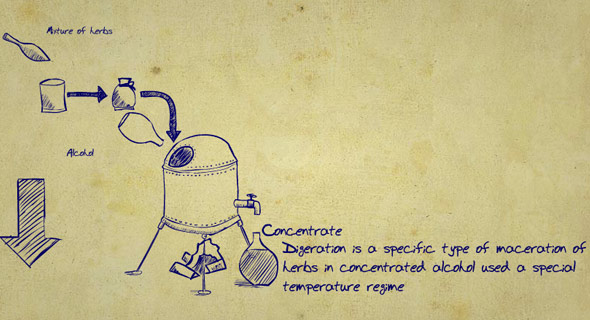 Mixture of herbs
Alcohol
Concentrate
Digeration is a specific type of maceration of
herbs in concentrated alcohol used a special
temperature regime